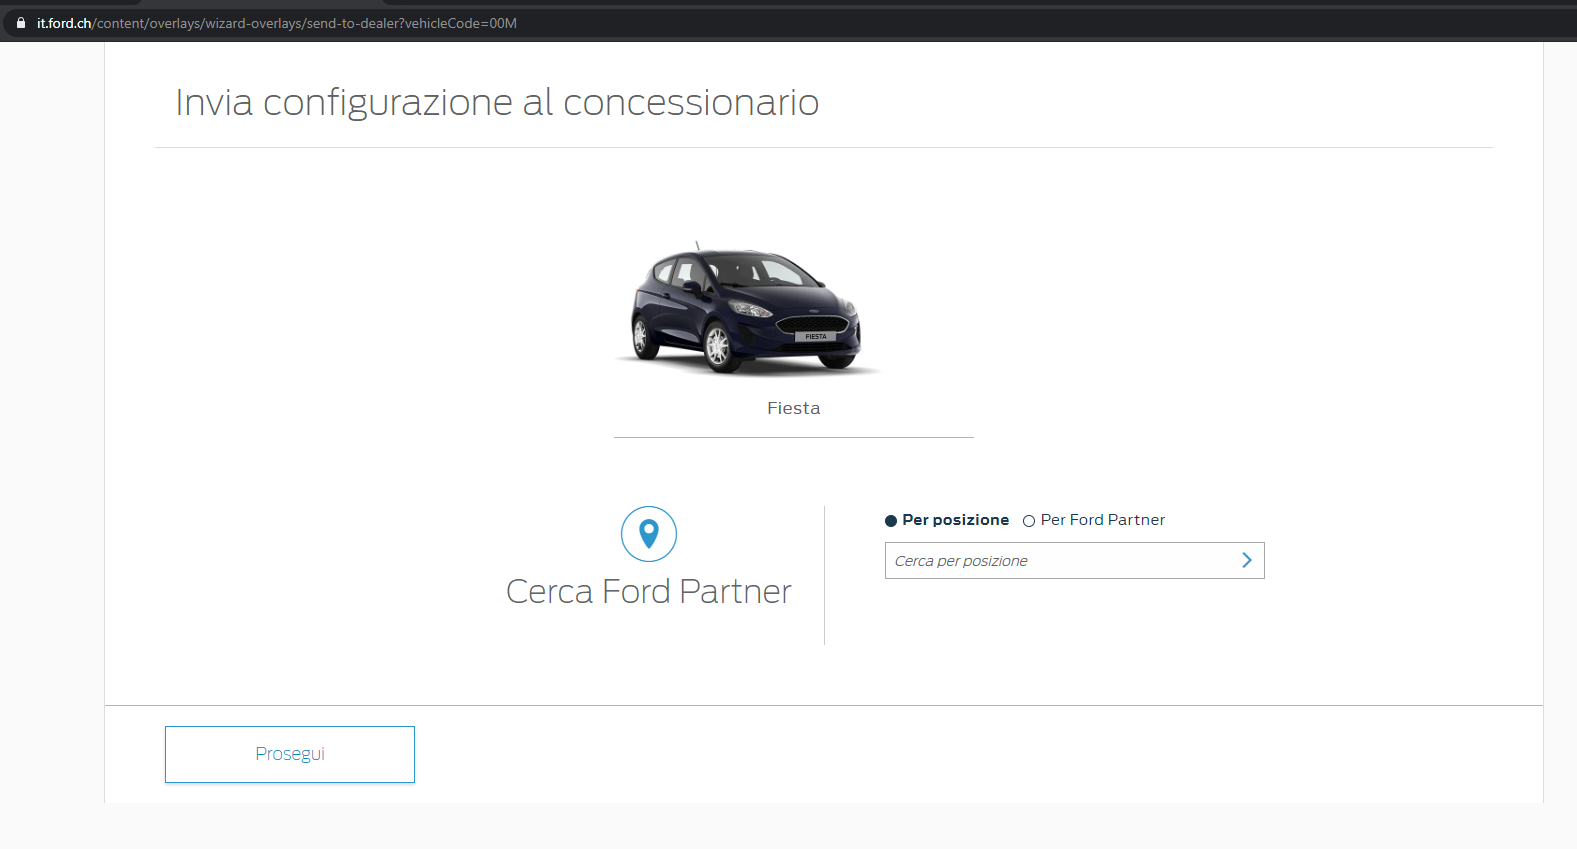 it.ford.ch/content/overlays/wizard-overlays/send-to-dealer?vehicleCode=00M
Invia configurazione al concessionario
FIESTA
Fiesta
Per posizione Per Ford Partner
Cerca per posizione
Cerca Ford Partner
Prosegui